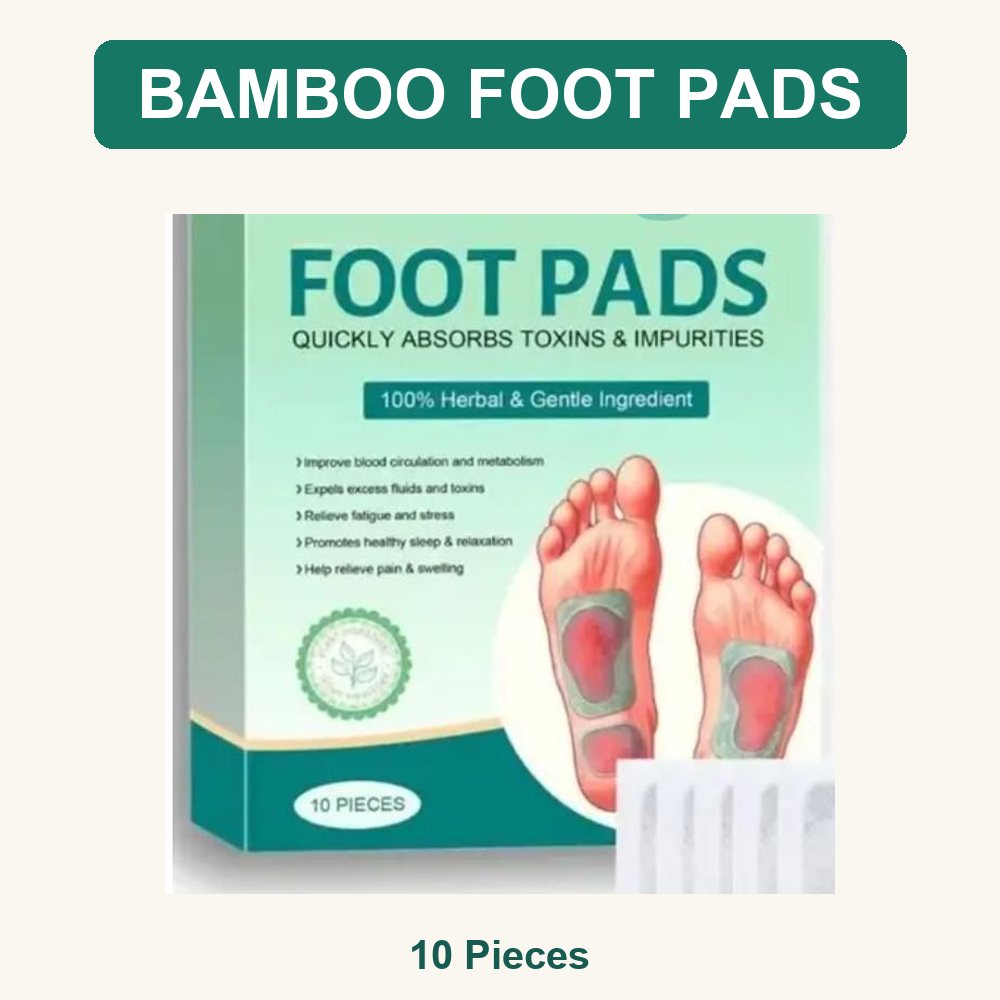 BAMBOO FOOT PADS
FOOT PADS
QUICKLY ABSORBS TOXINS & IMPURITIES
100% Herbal & Gentle Ingredient
Improve blood circulation and metabolism
Expels excess fluids and toxins
Relieve fatigue and stress
Promotes healthy sleep & relaxation
Help relieve pain & swelling
10 PIECES
10 Pieces